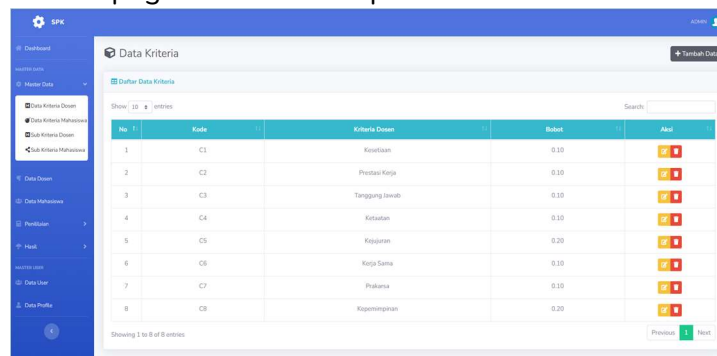 SPK
ADMIN
Dashboard
MASTER DATA
Master Data
Data Kriteria Dosen
Data Kriteria Mahasiswa
Sub Kriteria Dosen
Sub Kriteria Mahasiswa
Data Dosen
Data Mahasiswa
Penilaian
Hasil
MASTER USER
Data User
Data Profile
Data Kriteria
+ Tambah Data
Daftar Data Kriteria
Show 10 entries
Search:
No Kode Kriteria Dosen Bobot Aksi
1 C1 Kesetiaan 0.10
2 C2 Prestasi Kerja 0.10
3 C3 Tanggung Jawab 0.10
4 C4 Ketaatan 0.10
5 C5 Kejujuran 0.20
6 C6 Kerja Sama 0.10
7 C7 Prakarsa 0.10
8 C8 Kepemimpinan 0.20
Showing 1 to 8 of 8 entries
Previous 1 Next